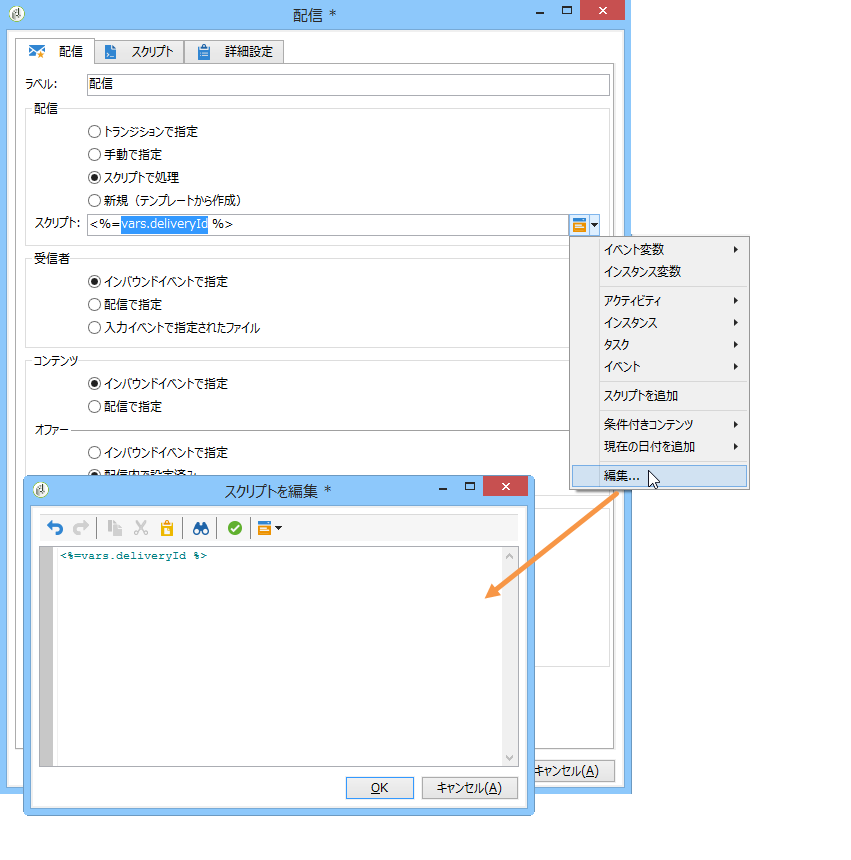 配信 *
配信
スクリプト
詳細設定
ラベル:
配信
配信
トランジションで指定
手動で指定
スクリプトで処理
新規（テンプレートから作成）
スクリプト:
<%=vars.deliveryId %>
受信者
インバウンドイベントで指定
配信で指定
入力イベントで指定されたファイル
コンテンツ
インバウンドイベントで指定
配信で指定
オファー
インバウンドイベントで指定
配信内で設定済み
イベント変数
インスタンス変数
アクティビティ
インスタンス
タスク
イベント
スクリプトを追加
条件付きコンテンツ
現在の日付を追加
編集...
スクリプトを編集 *
<%=vars.deliveryId %>
OK
キャンセル(A)
キャンセル(A)